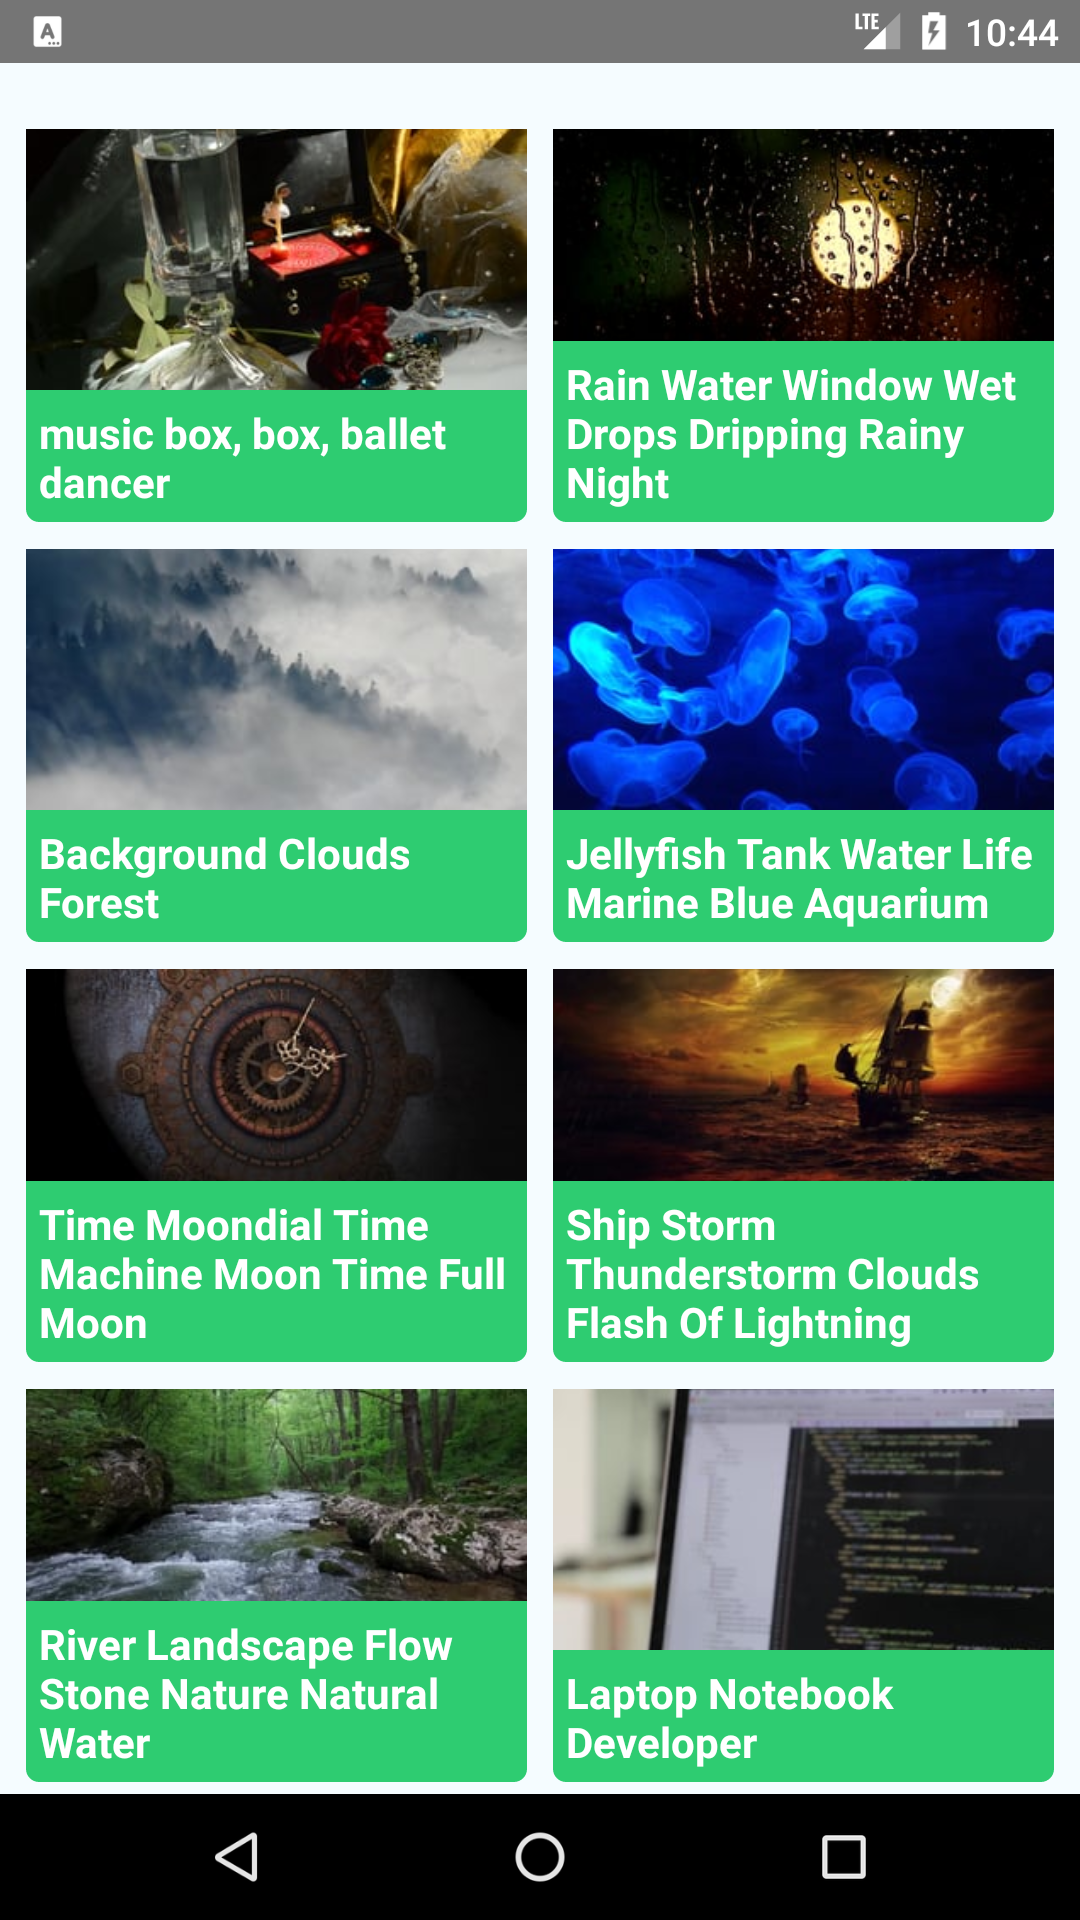 A
LTE
10:44
music box, box, ballet
dancer
Rain Water Window Wet
Drops Dripping Rainy
Night
Background Clouds
Forest
Jellyfish Tank Water Life
Marine Blue Aquarium
Time Moondial Time
Machine Moon Time Full
Moon
Ship Storm
Thunderstorm Clouds
Flash Of Lightning
River Landscape Flow
Stone Nature Natural
Water
Laptop Notebook
Developer